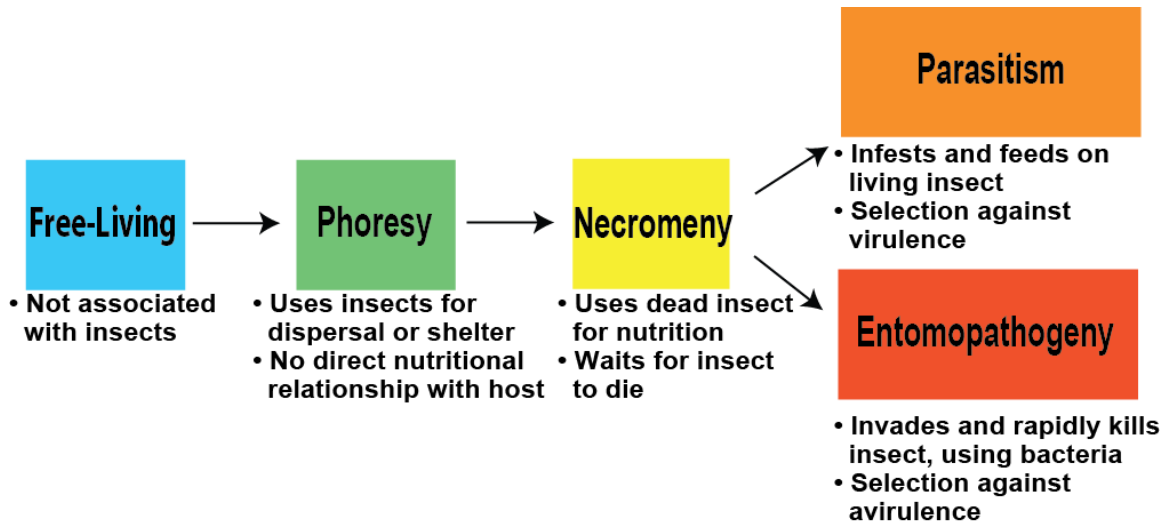 Free-Living
• Not associated
with insects
Phoresy
• Uses insects for
dispersal or shelter
• No direct nutritional
relationship with host
Necromeny
• Uses dead insect
for nutrition
• Waits for insect
to die
Parasitism
• Infests and feeds on
living insect
• Selection against
virulence
Entomopathogeny
• Invades and rapidly kills
insect, using bacteria
• Selection against
avirulence